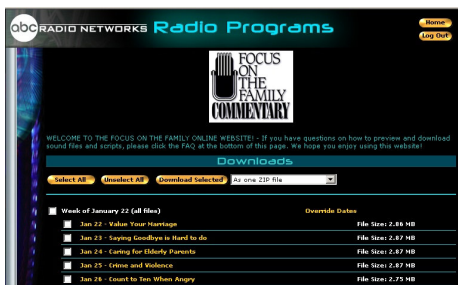 abc RADIO NETWORKS Radio Programs
Home
Log Out
FOCUS
ON
THE
FAMILY
COMMENTARY
WELCOME TO THE FOCUS ON THE FAMILY ONLINE WEBSITE! - If you have questions on how to preview and download
sound files and scripts, please click the FAQ at the bottom of this page. We hope you enjoy using this website!
Downloads
Select All Unselect All Download Selected As one ZIP file
Week of January 22 (all files) Override Dates
Jan 22 - Value Your Marriage File Size: 2.86 MB
Jan 23 - Saying Goodbye is Hard to do File Size: 2.87 MB
Jan 24 - Caring for Elderly Parents File Size: 2.87 MB
Jan 25 - Crime and Violence File Size: 2.87 MB
Jan 26 - Count to Ten When Angry File Size: 2.75 MB